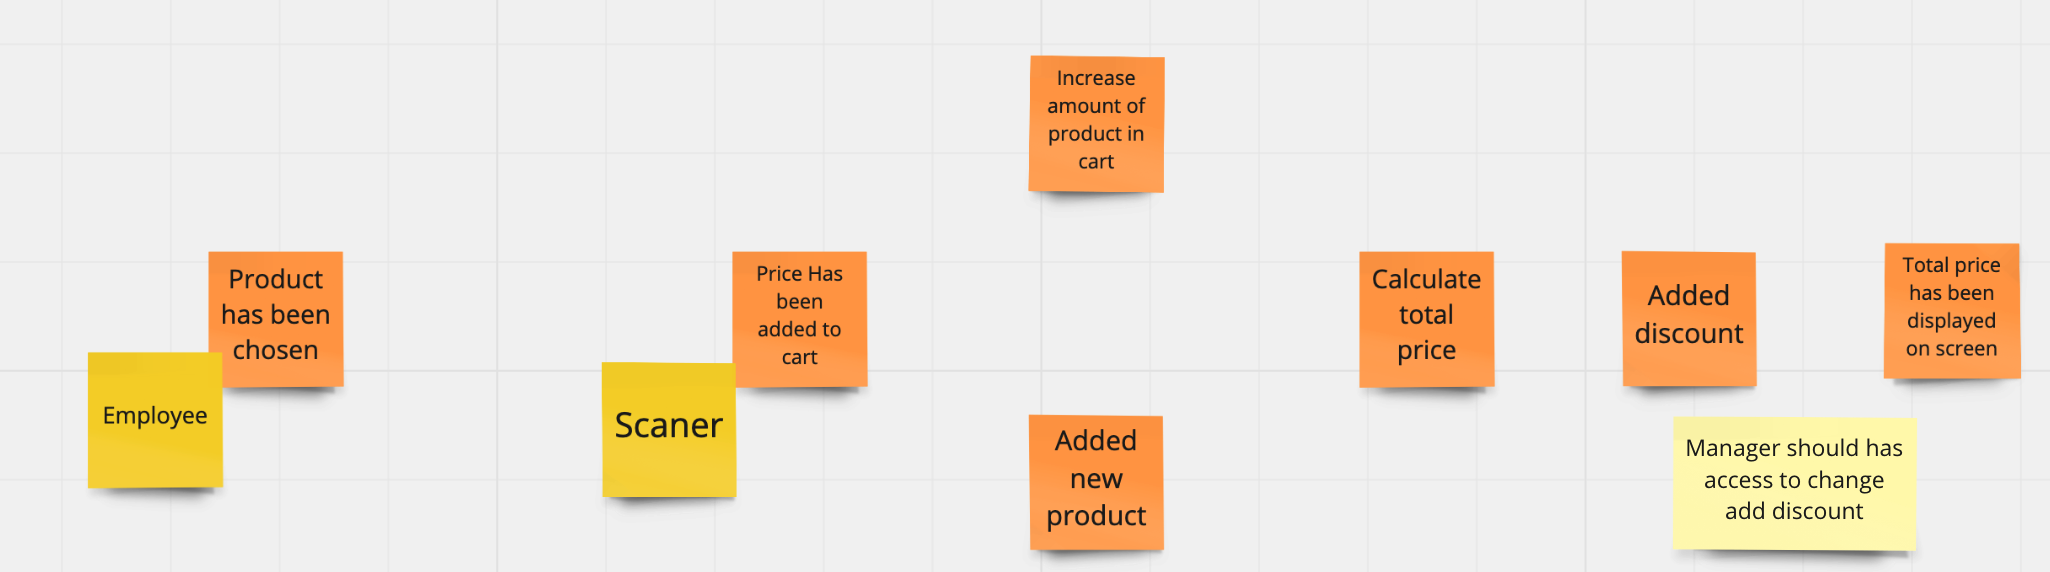 Increase
amount of
product in
cart
Product
has been
chosen
Employee
Price Has
been
added to
cart
Scaner
Added
new
product
Calculate
total
price
Added
discount
Total price
has been
displayed
on screen
Manager should has
access to change
add discount